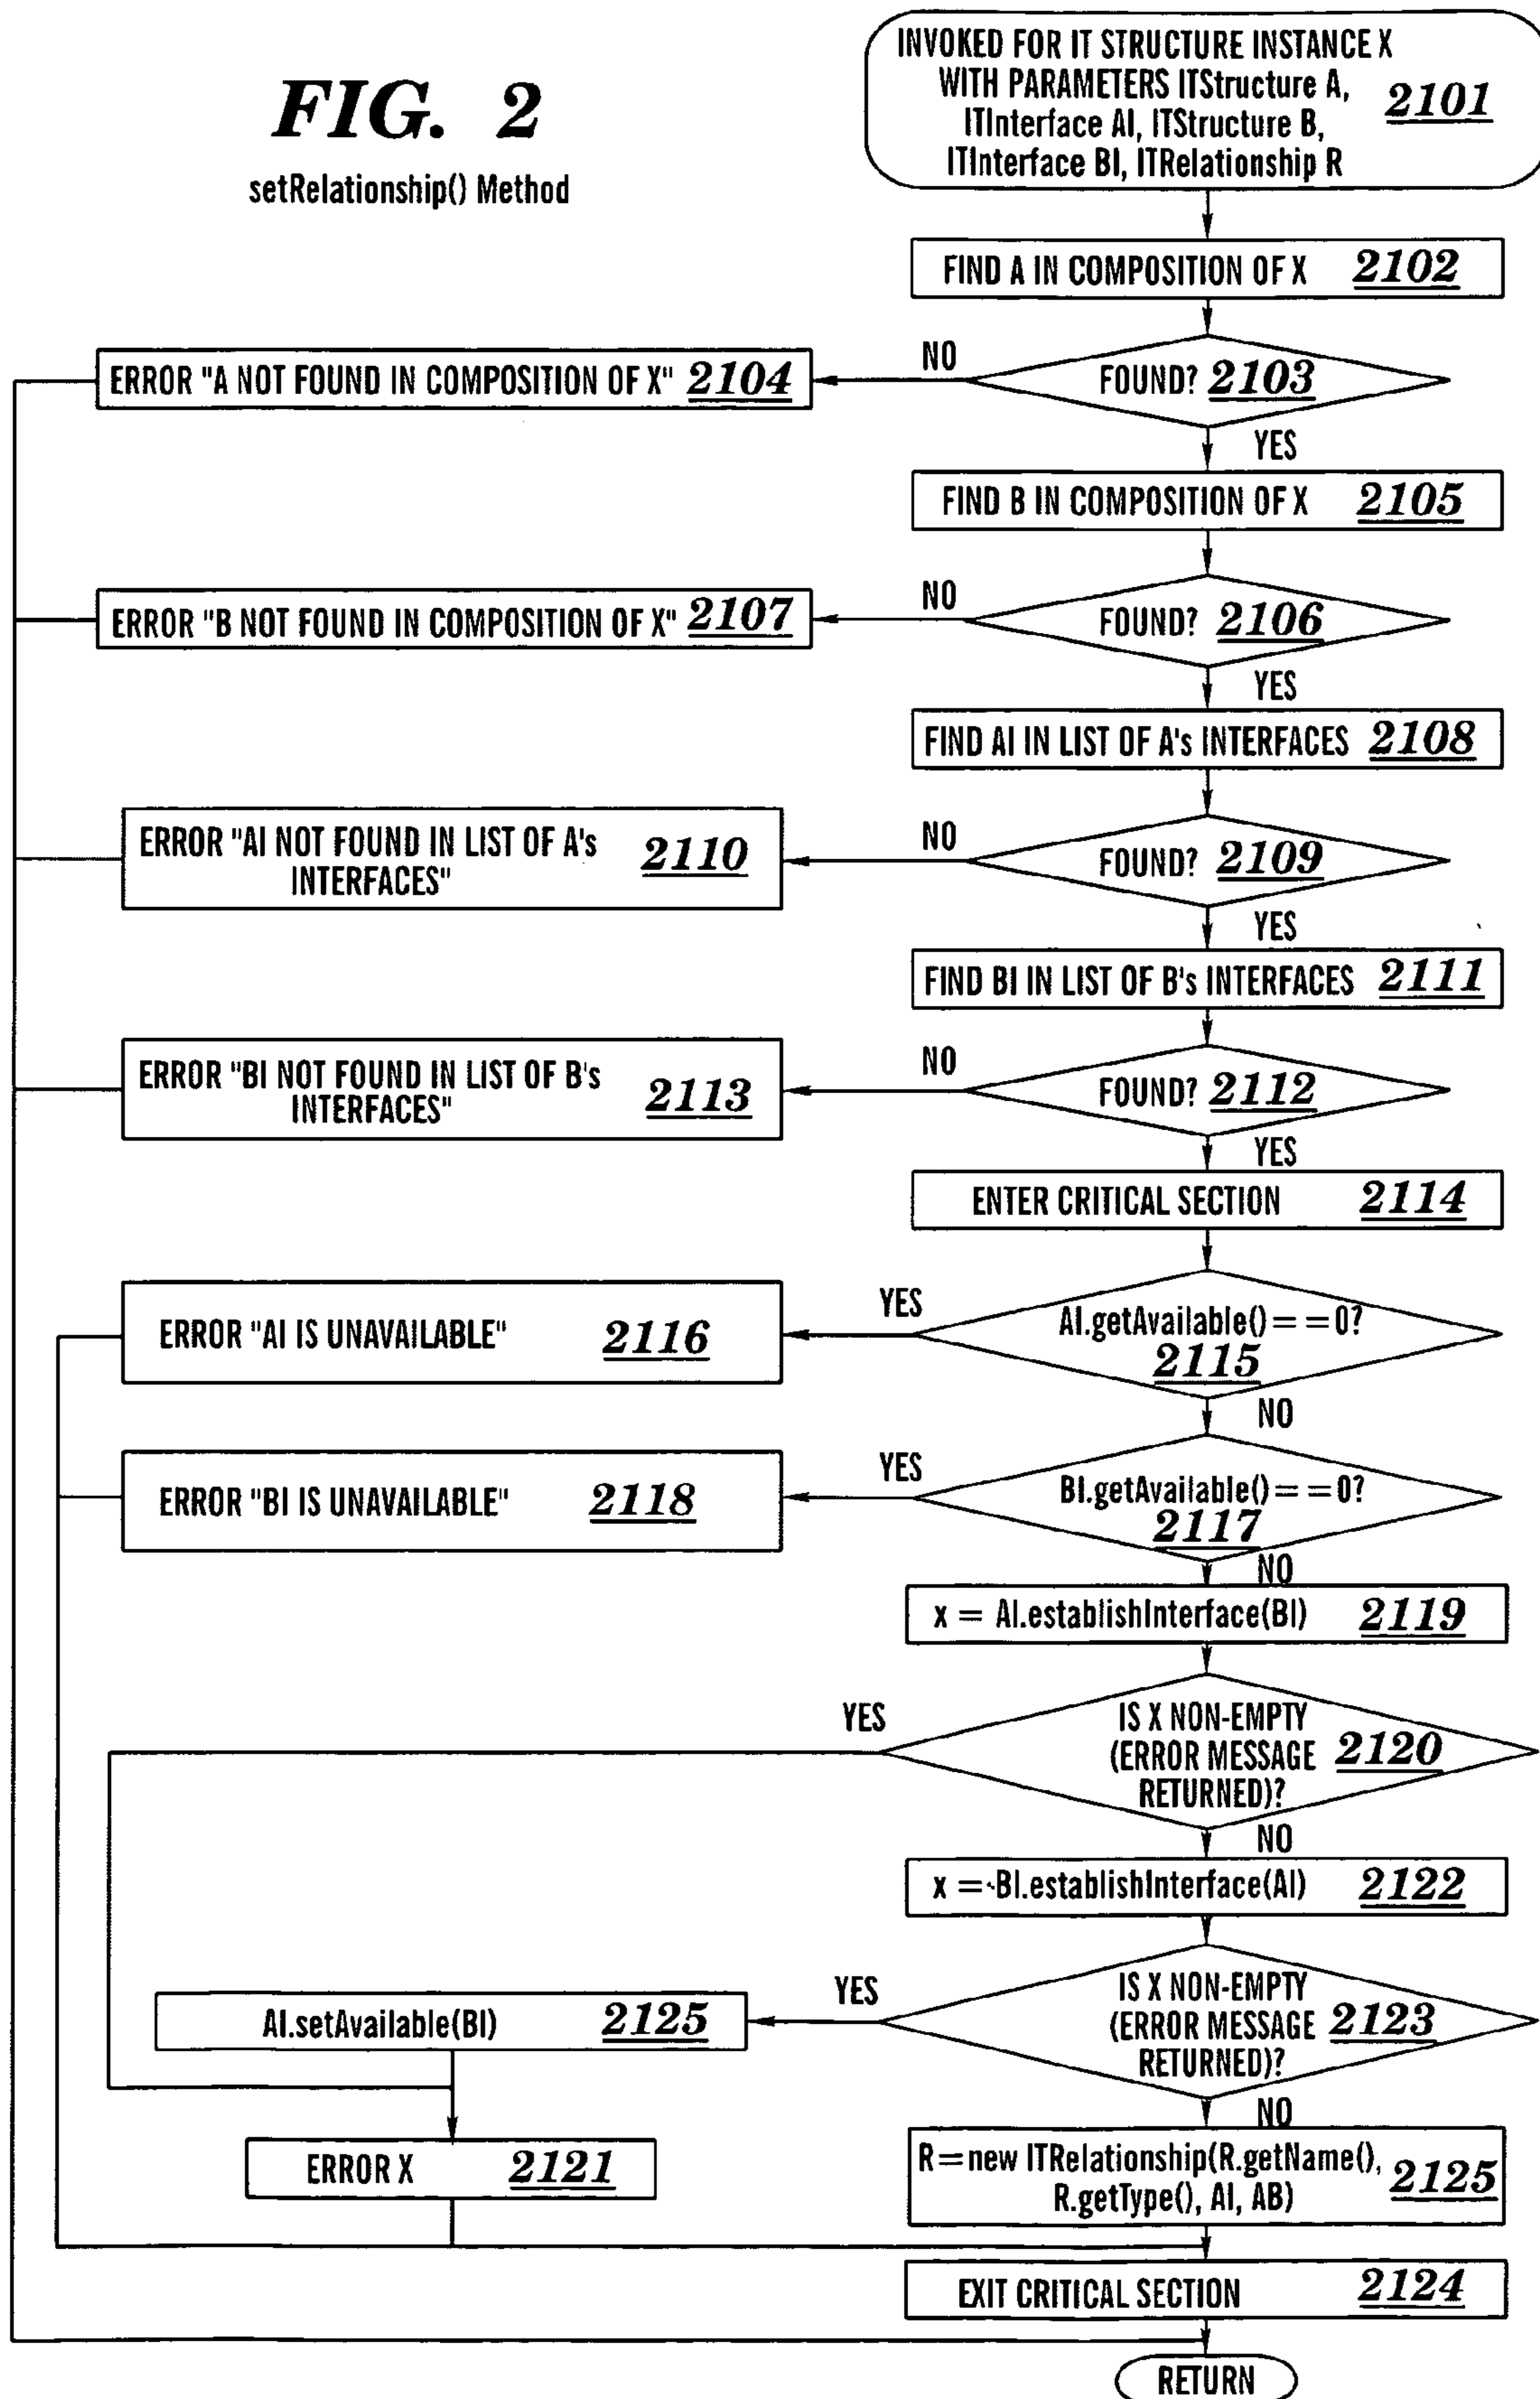 FIG. 2
setRelationship() Method
INVOKED FOR IT STRUCTURE INSTANCE X
WITH PARAMETERS ITStructure A,
ITInterface AI, ITStructure B,
ITInterface BI, ITRelationship R
2101
FIND A IN COMPOSITION OF X 2102
FOUND? 2103
NO
ERROR "A NOT FOUND IN COMPOSITION OF X" 2104
YES
FIND B IN COMPOSITION OF X 2105
FOUND? 2106
NO
ERROR "B NOT FOUND IN COMPOSITION OF X" 2107
YES
FIND AI IN LIST OF A's INTERFACES 2108
FOUND? 2109
NO
ERROR "AI NOT FOUND IN LIST OF A's
INTERFACES"
2110
YES
FIND BI IN LIST OF B's INTERFACES 2111
FOUND? 2112
NO
ERROR "BI NOT FOUND IN LIST OF B's
INTERFACES"
2113
YES
ENTER CRITICAL SECTION 2114
AI.getAvailable()==0?
2115
YES
ERROR "AI IS UNAVAILABLE" 2116
NO
BI.getAvailable()==0?
2117
YES
ERROR "BI IS UNAVAILABLE" 2118
NO
x = AI.establishInterface(BI) 2119
IS X NON-EMPTY
(ERROR MESSAGE
RETURNED)?
2120
YES
NO
x = BI.establishInterface(AI) 2122
IS X NON-EMPTY
(ERROR MESSAGE
RETURNED)?
2123
YES
AI.setAvailable(BI) 2125
NO
ERROR X 2121
R=new ITRelationship(R.getName(),
R.getType(), AI, AB)
2125
EXIT CRITICAL SECTION 2124
RETURN